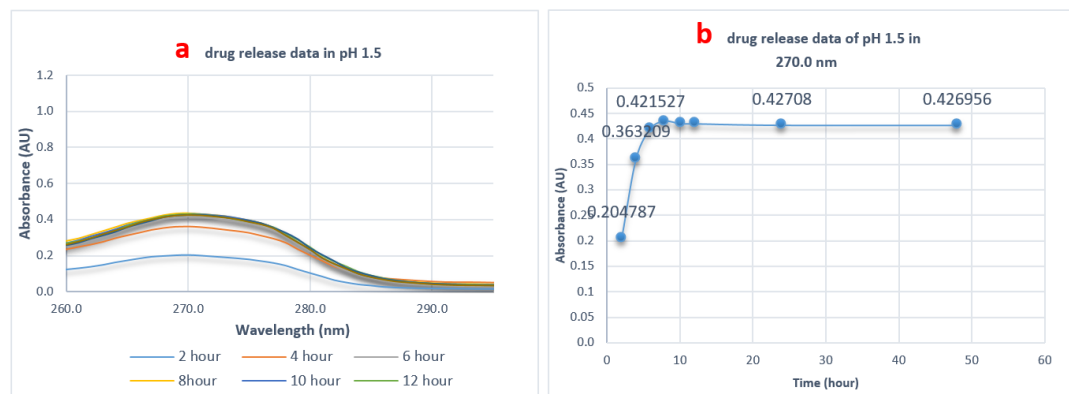 a drug release data in pH 1.5
1.2
1.0
0.8
0.6
0.4
0.2
0.0
Absorbance (AU)
260.0 270.0 280.0 290.0
Wavelength (nm)
2 hour 4 hour 6 hour
8hour 10 hour 12 hour
b drug release data of pH 1.5 in
270.0 nm
0.5
0.45
0.4
0.35
0.3
0.25
0.2
0.15
0.1
0.05
0
Absorbance (AU)
0.421527 0.42708 0.426956
0.363209
0.204787
0 10 20 30 40 50 60
Time (hour)